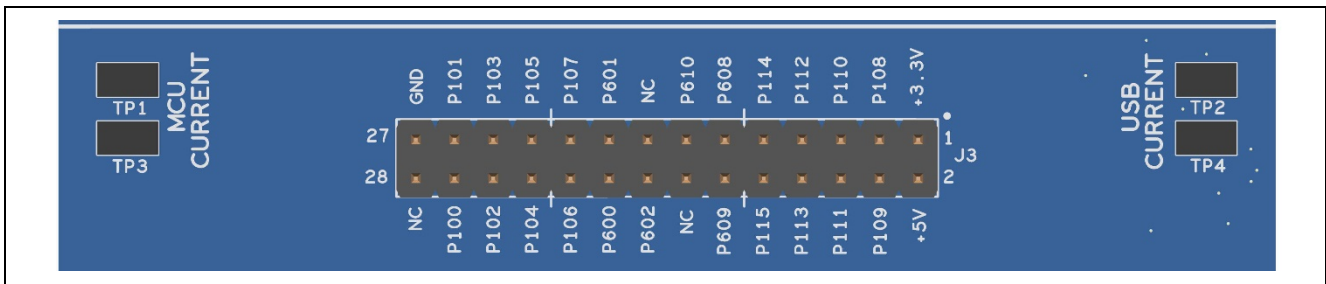 GND P101 P103 P105 P107 P601 NC P610 P608 P114 P112 P110 P108 +3.3V
TP1
TP3
MCU
CURRENT
27
28
1
2
J3
USB
CURRENT
TP2
TP4
NC P100 P102 P104 P106 P600 P602 NC P609 P115 P113 P111 P109 +5V